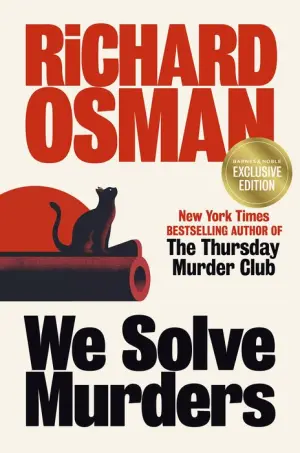 RiCHARD
OSMAN
BARNES & NOBLE
EXCLUSIVE
EDITION
New York Times
BESTSELLING AUTHOR OF
The Thursday
Murder Club
We Solve
Murders